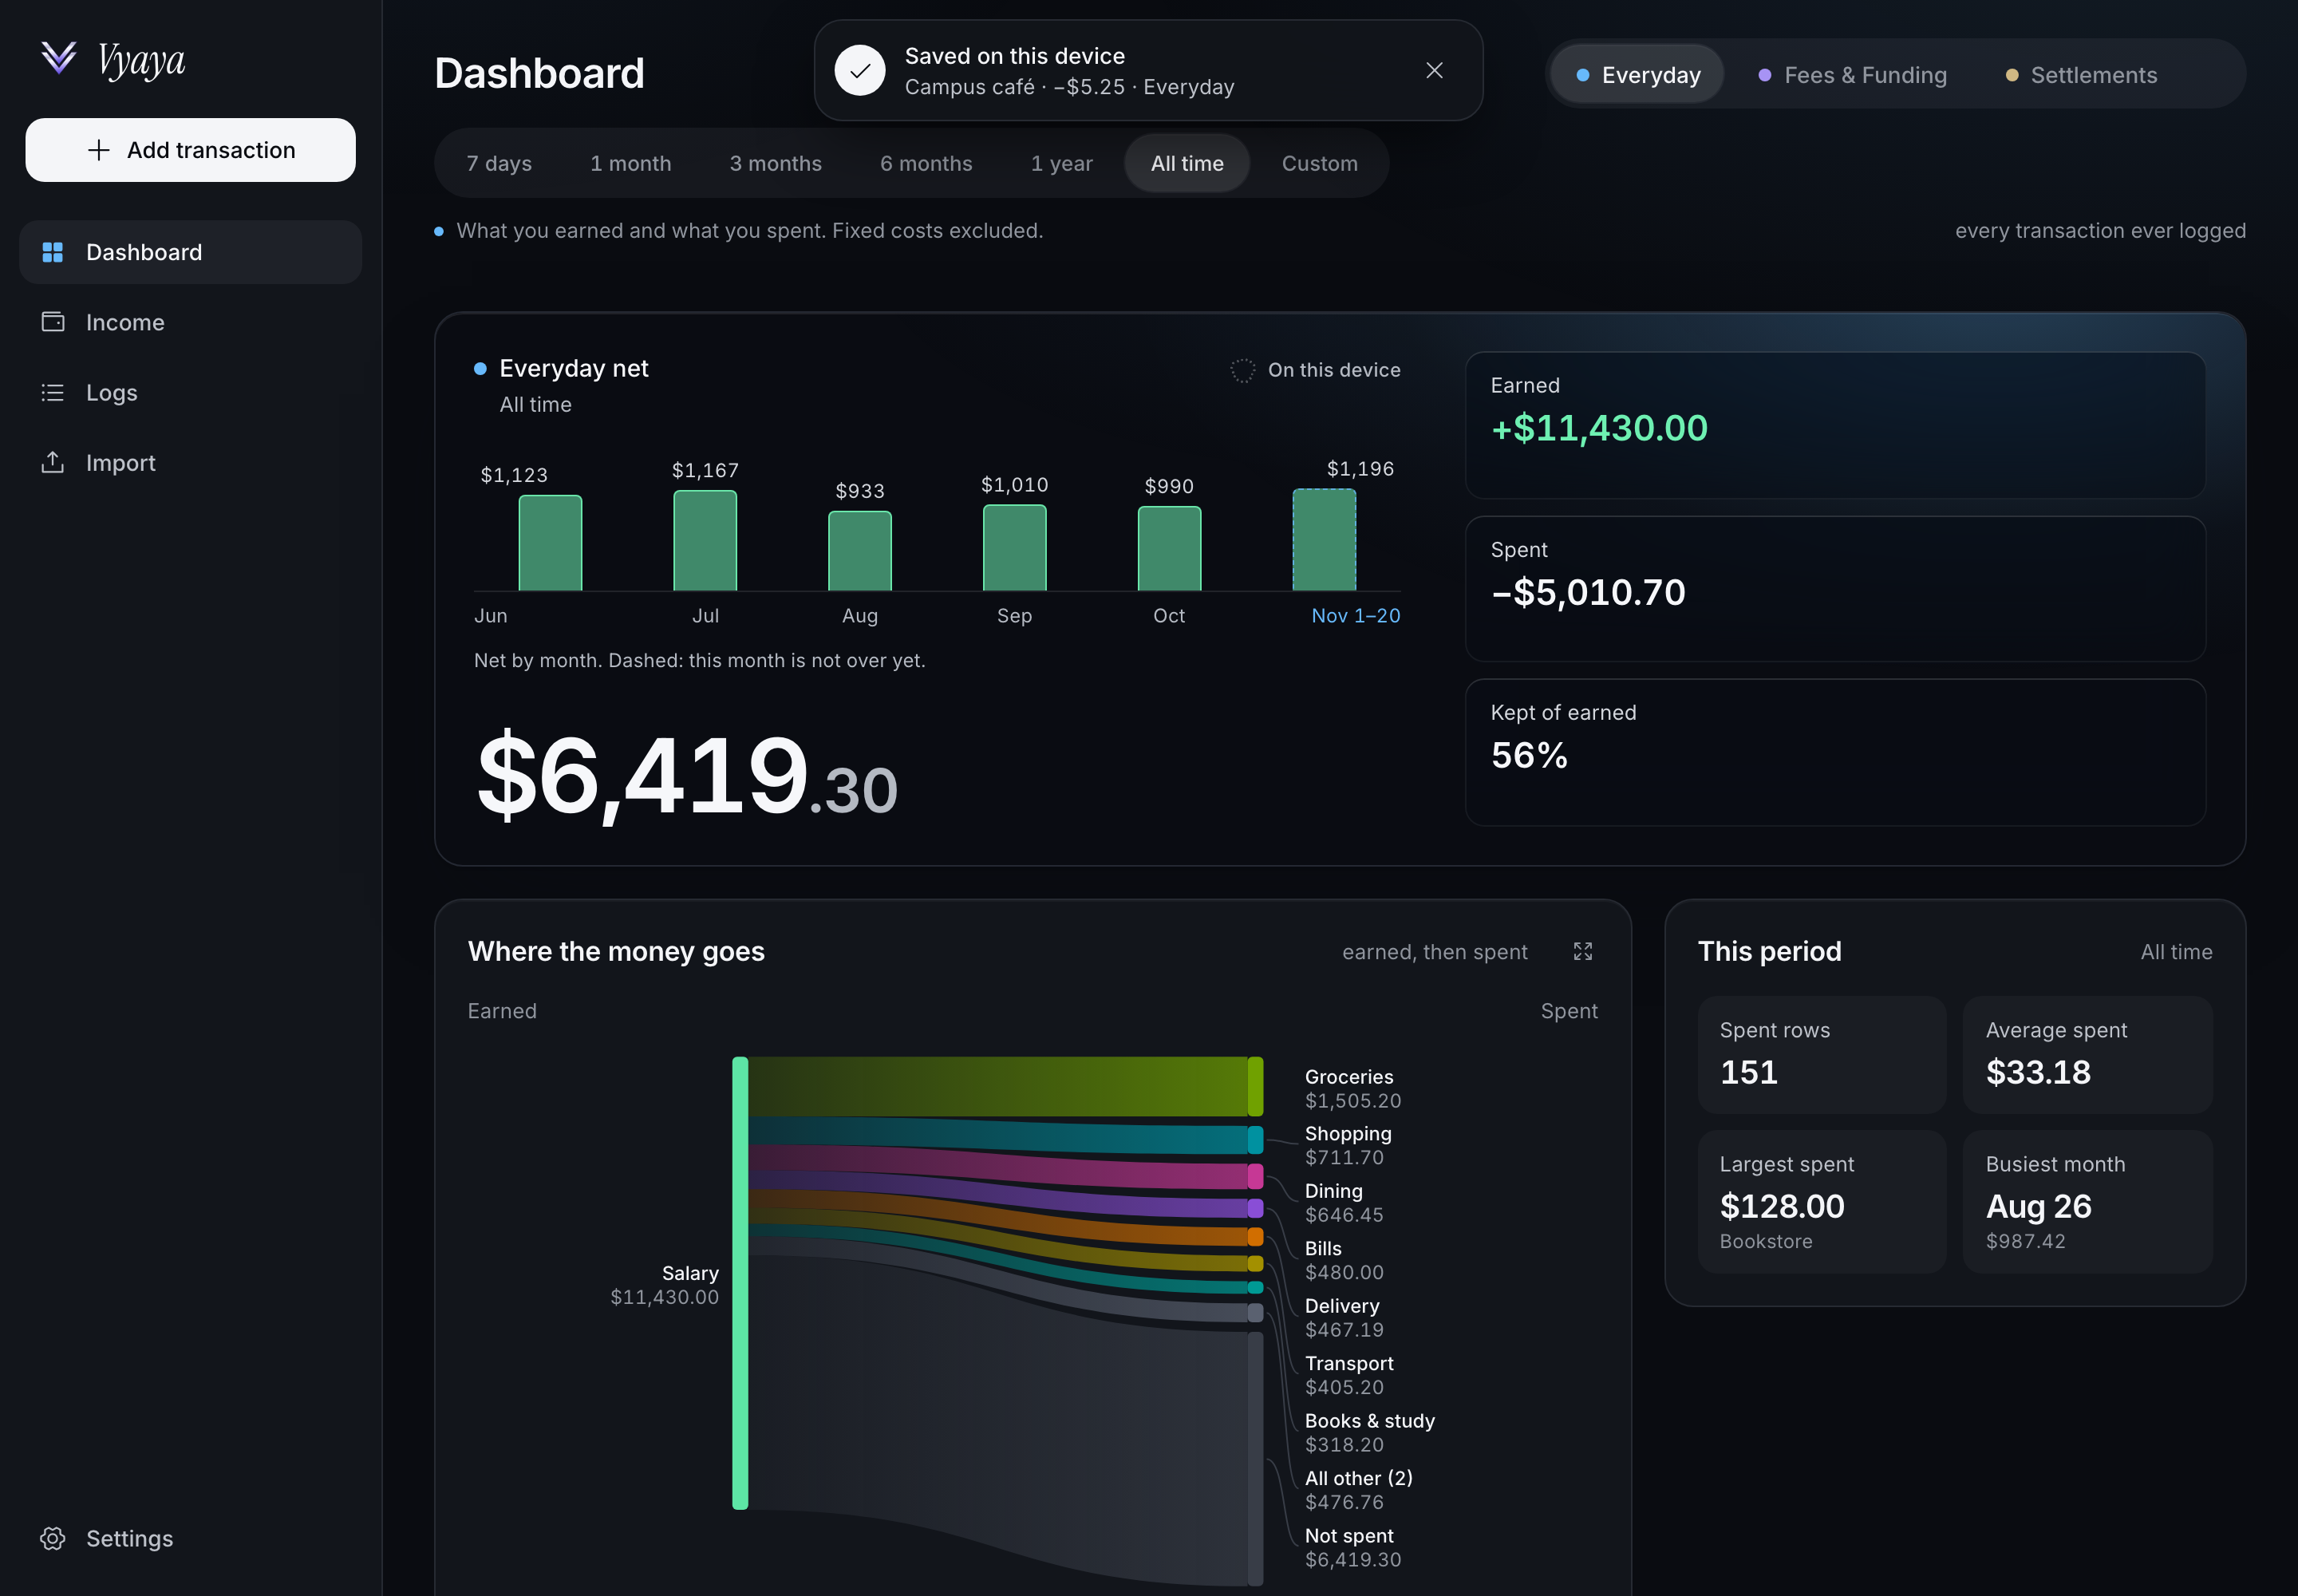 Vyaya
Add transaction
Dashboard
Income
Logs
Import
Settings
Dashboard
Saved on this device
Campus café · −$5.25 · Everyday
Everyday
Fees & Funding
Settlements
7 days
1 month
3 months
6 months
1 year
All time
Custom
What you earned and what you spent. Fixed costs excluded.
every transaction ever logged
Everyday net
All time
On this device
$1,123
$1,167
$933
$1,010
$990
$1,196
Jun
Jul
Aug
Sep
Oct
Nov 1–20
Net by month. Dashed: this month is not over yet.
$6,419.30
Earned
+$11,430.00
Spent
−$5,010.70
Kept of earned
56%
Where the money goes
earned, then spent
Earned
Spent
Salary
$11,430.00
Groceries
$1,505.20
Shopping
$711.70
Dining
$646.45
Bills
$480.00
Delivery
$467.19
Transport
$405.20
Books & study
$318.20
All other (2)
$476.76
Not spent
$6,419.30
This period
All time
Spent rows
151
Average spent
$33.18
Largest spent
$128.00
Bookstore
Busiest month
Aug 26
$987.42